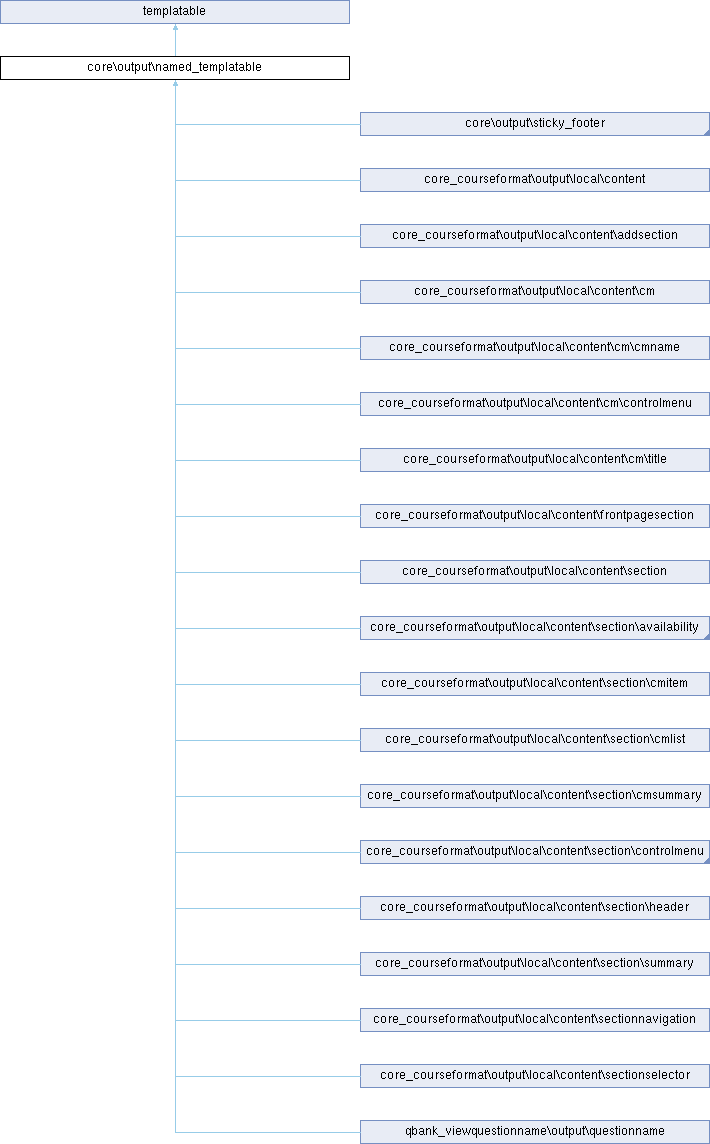 templatable
core\output\named_templatable
core\output\sticky_footer
core_courseformat\output\local\content
core_courseformat\output\local\content\addsection
core_courseformat\output\local\content\cm
core_courseformat\output\local\content\cm\cmname
core_courseformat\output\local\content\cm\controlmenu
core_courseformat\output\local\content\cm\title
core_courseformat\output\local\content\frontpagesection
core_courseformat\output\local\content\section
core_courseformat\output\local\content\section\availability
core_courseformat\output\local\content\section\cmitem
core_courseformat\output\local\content\section\cmlist
core_courseformat\output\local\content\section\cmsummary
core_courseformat\output\local\content\section\controlmenu
core_courseformat\output\local\content\section\header
core_courseformat\output\local\content\section\summary
core_courseformat\output\local\content\sectionnavigation
core_courseformat\output\local\content\sectionselector
qbank_viewquestionname\output\questionname